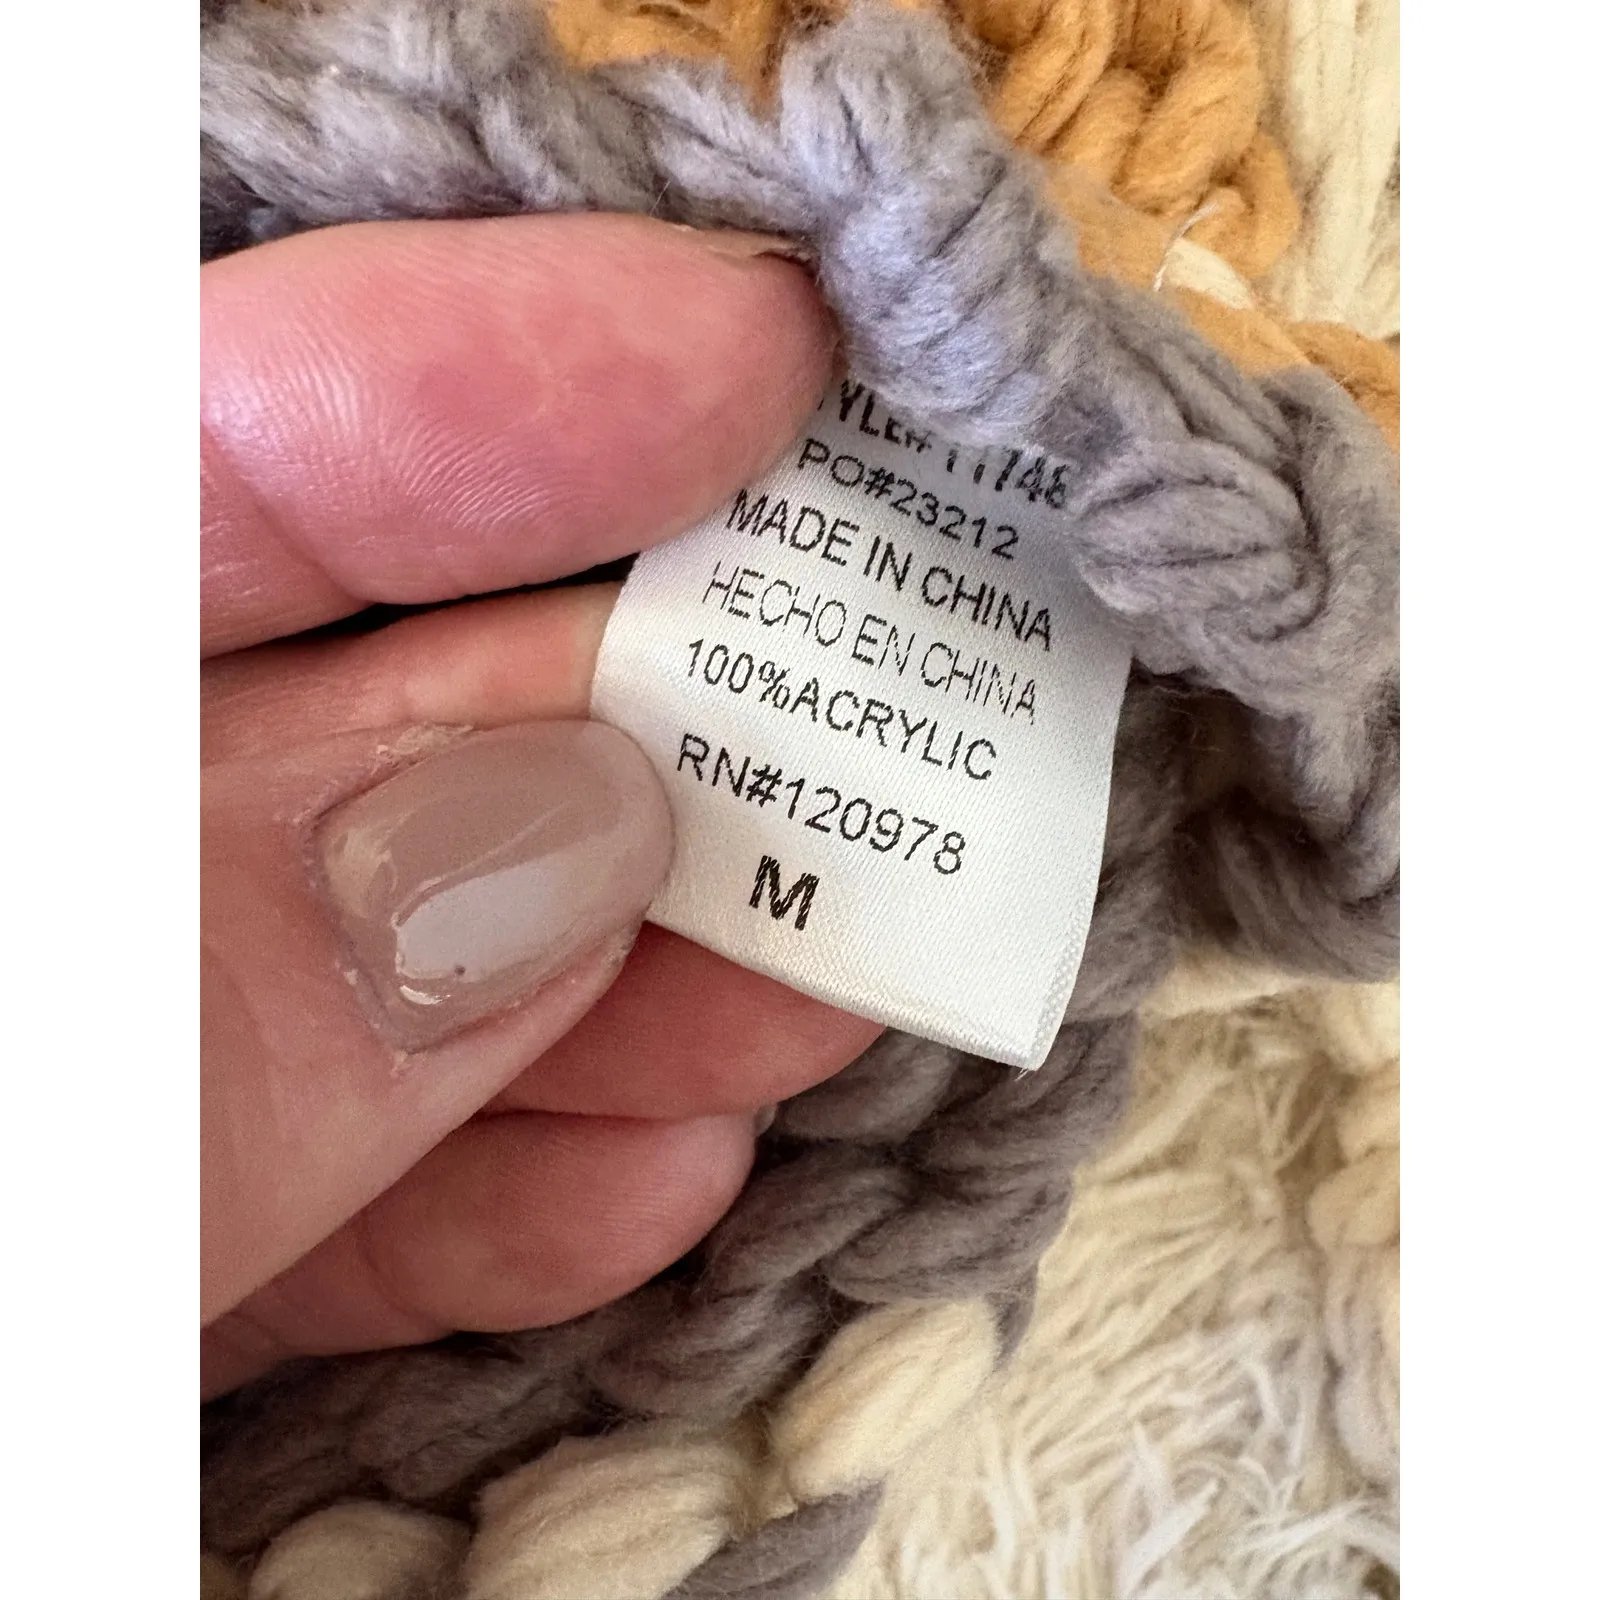 PO#23212
MADE IN CHINA
HECHO EN CHINA
100%ACRYLIC
RN#120978
M